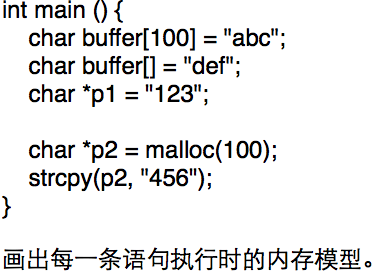 int main () {
char buffer[100] = "abc";
char buffer[] = "def";
char *p1 = "123";
char *p2 = malloc(100);
strcpy(p2, "456");
}
画出每一条语句执行时的内存模型。